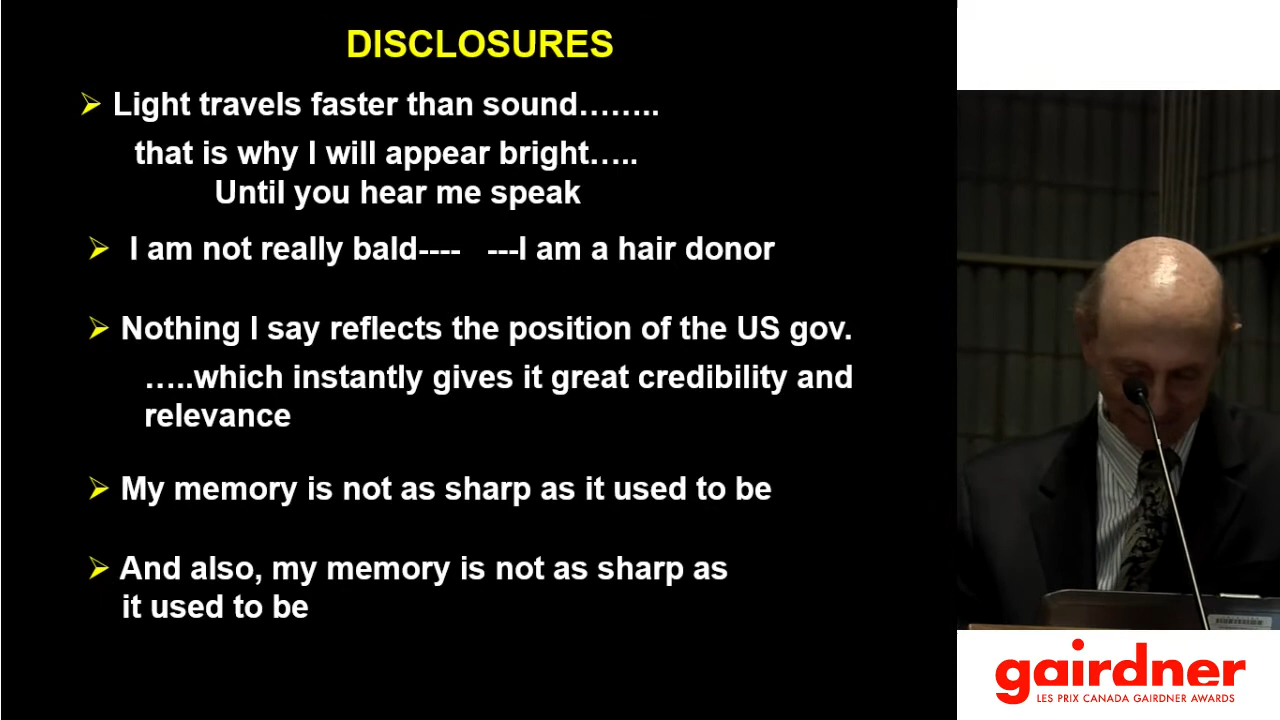 DISCLOSURES
➢ Light travels faster than sound……..
that is why I will appear bright…..
Until you hear me speak
➢ I am not really bald---- ---I am a hair donor
➢ Nothing I say reflects the position of the US gov.
…..which instantly gives it great credibility and
relevance
➢ My memory is not as sharp as it used to be
➢ And also, my memory is not as sharp as
it used to be
gairdner
LES PRIX CANADA GAIRDNER AWARDS